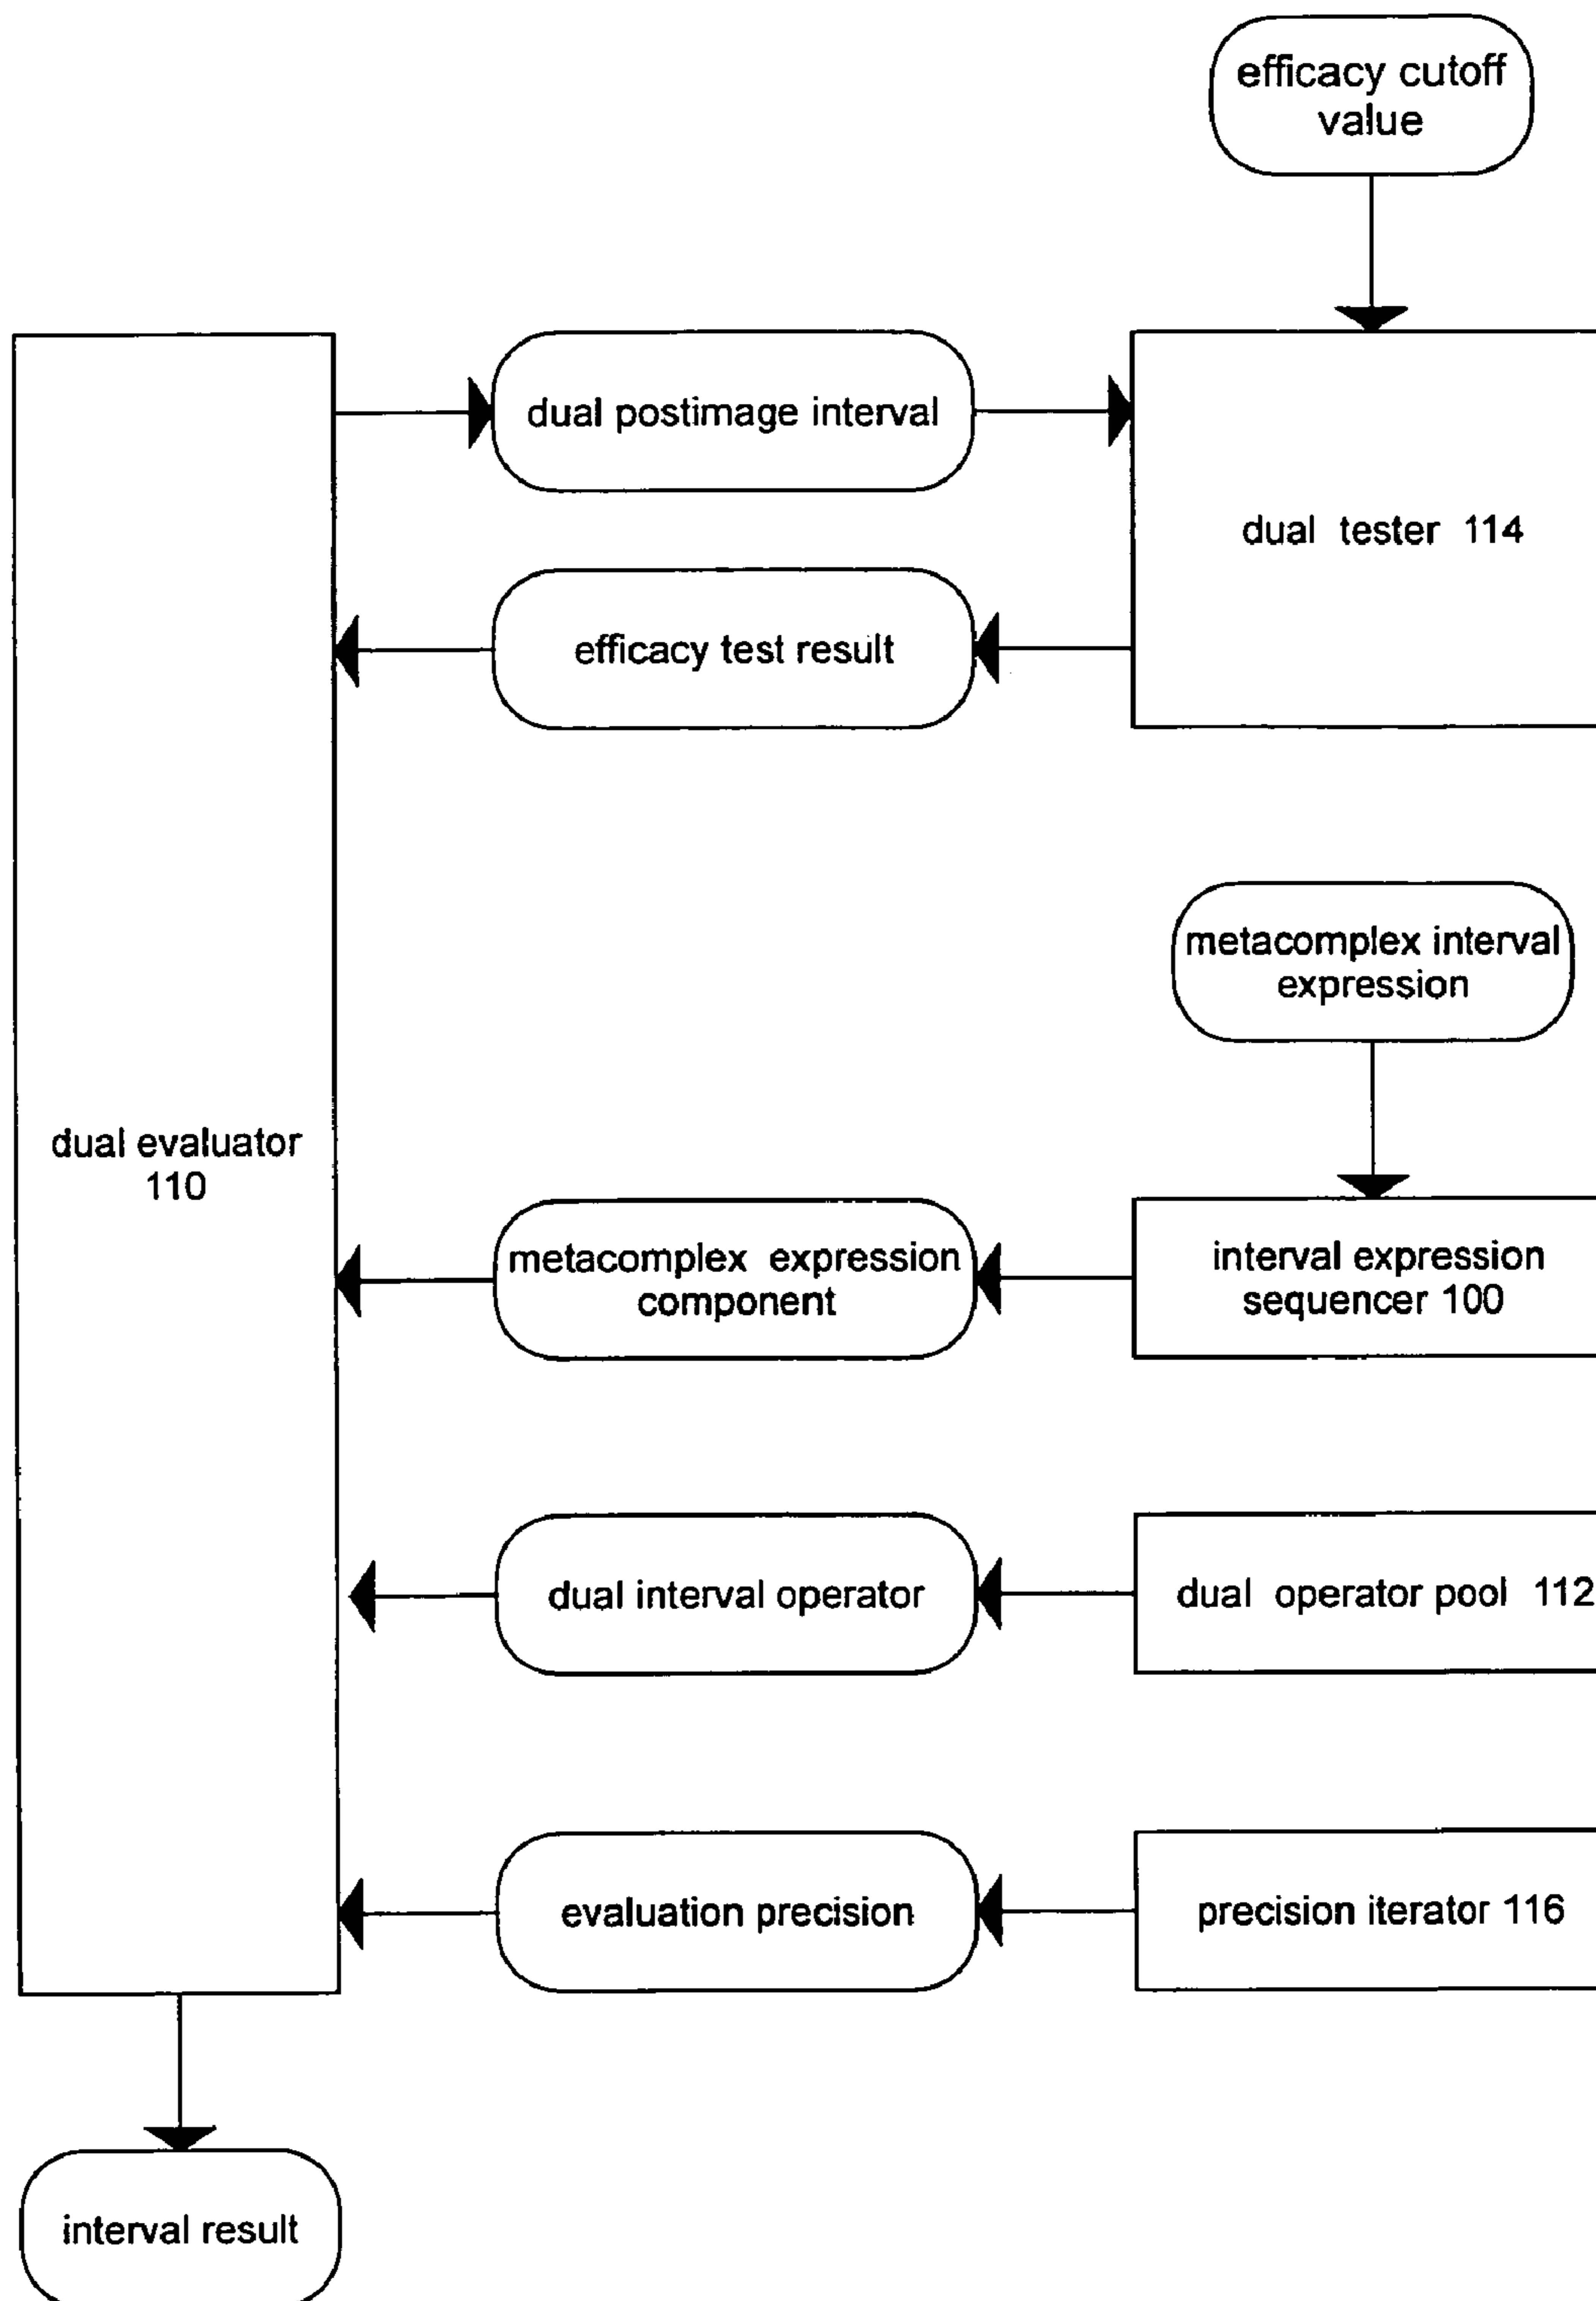 efficacy cutoff
value
dual postimage interval
dual tester 114
efficacy test result
metacomplex interval
expression
dual evaluator
110
metacomplex expression
component
interval expression
sequencer 100
dual interval operator
dual operator pool 112
evaluation precision
precision iterator 116
interval result